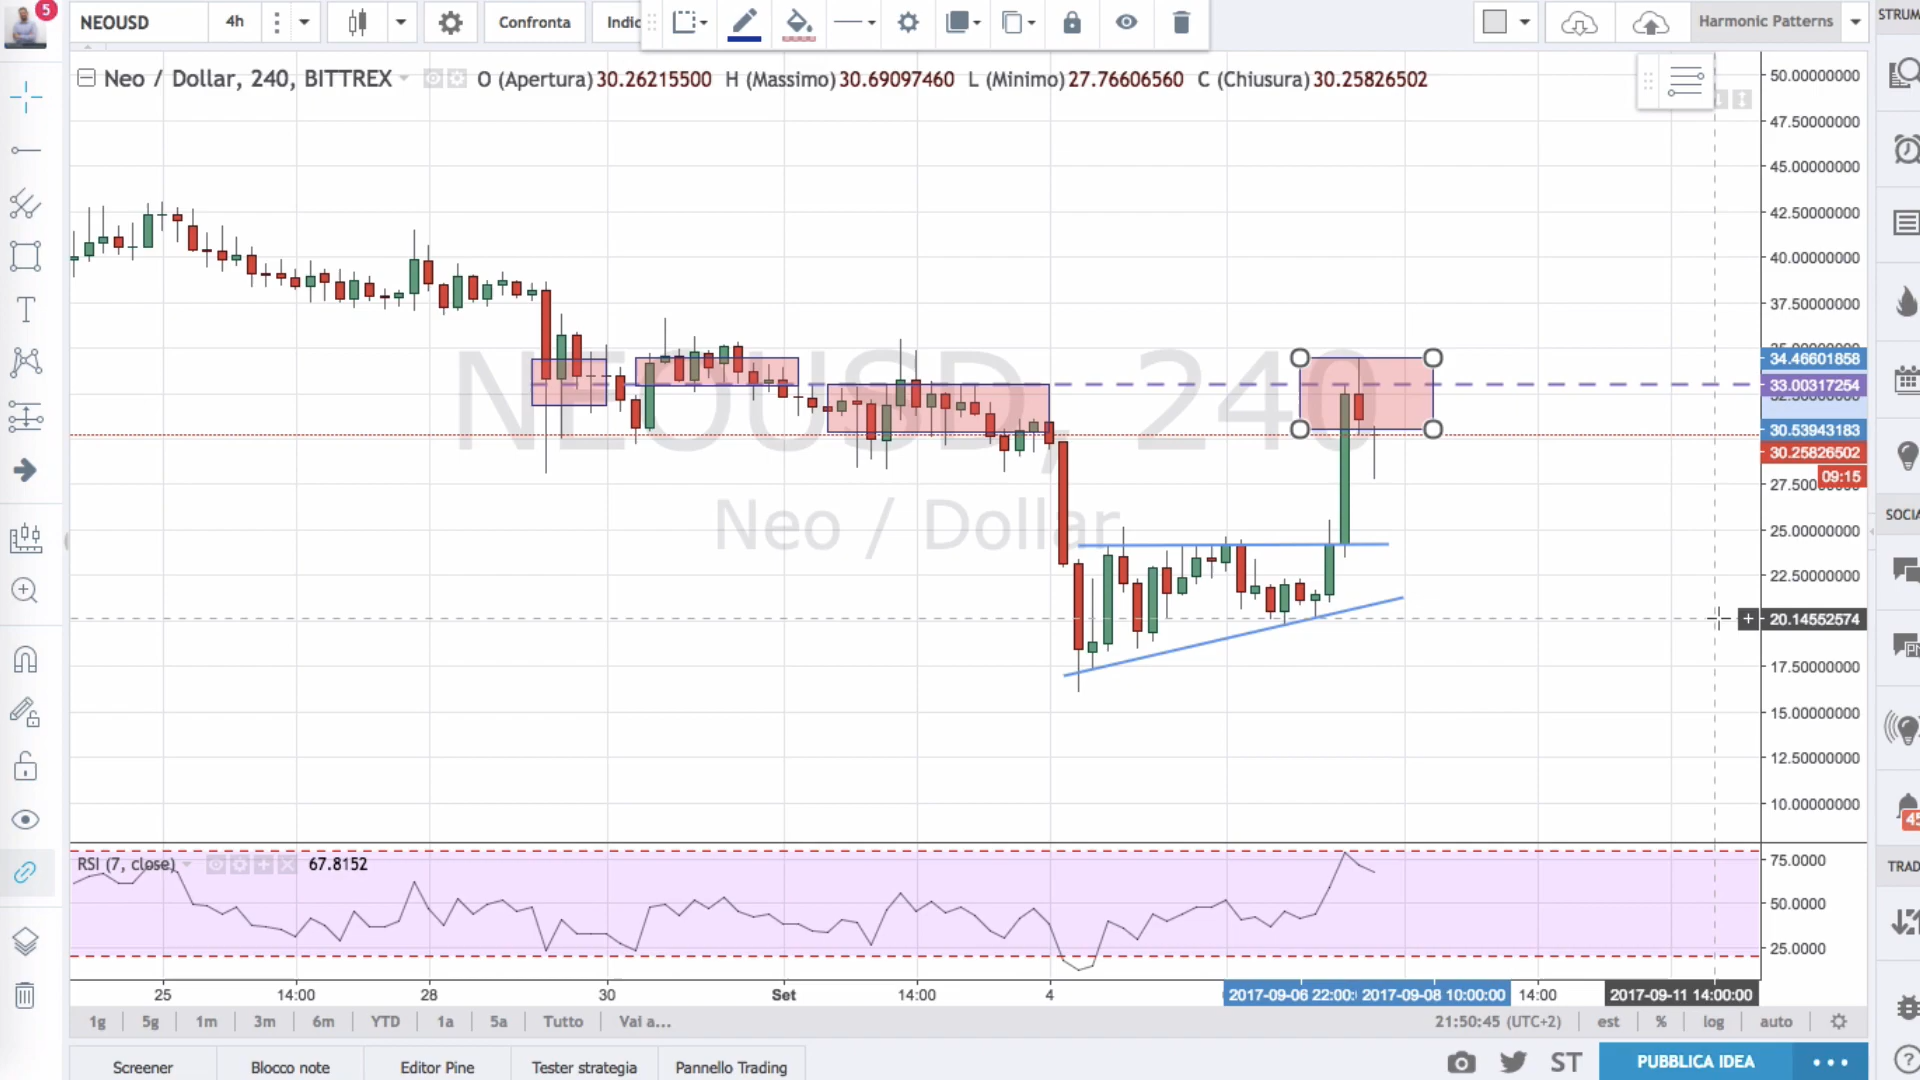 5
NEOUSD
4h
Confronta
Indic
Harmonic Patterns
STRUM
Neo / Dollar, 240, BITTREX
O (Apertura) 30.26215500 H (Massimo) 30.69097460 L (Minimo) 27.76606560 C (Chiusura) 30.25826502
50.00000000
47.50000000
45.00000000
42.50000000
40.00000000
37.50000000
34.46601858
33.00317254
30.53943183
30.25826502
09:15
27.500
25.00000000
22.50000000
20.14552574
17.50000000
15.00000000
12.50000000
10.00000000
NEOUSD, 240
Neo / Dollar
SOCIA
45
TRAD
RSI (7, close)
67.8152
75.0000
50.0000
25.0000
25 14:00 28 30 Set 14:00 4 2017-09-06 22:00: 2017-09-08 10:00:00 14:00 2017-09-11 14:00:00
1g 5g 1m 3m 6m YTD 1a 5a Tutto Vai a...
21:50:45 (UTC+2) est % log auto
Screener Blocco note Editor Pine Tester strategia Pannello Trading
ST
PUBBLICA IDEA